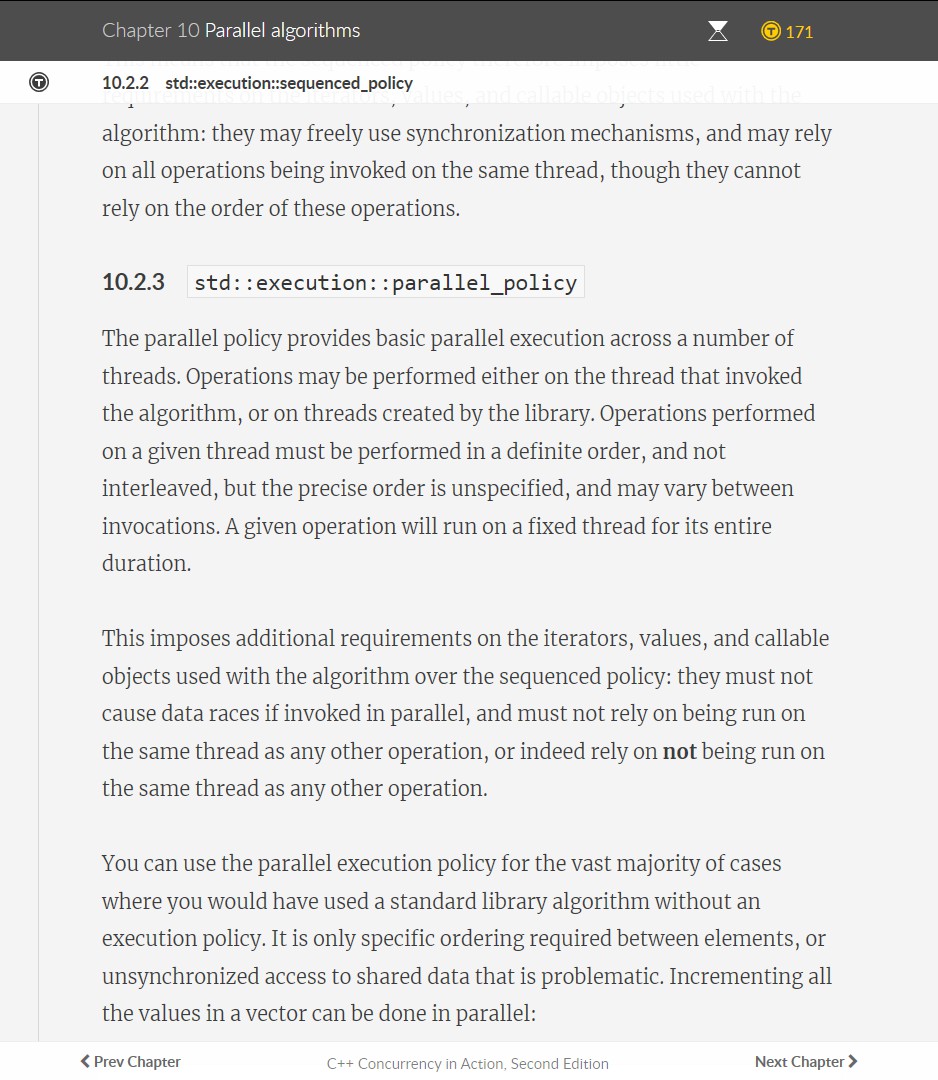 Chapter 10 Parallel algorithms
171
10.2.2 std::execution::sequenced_policy
requirements on the iterators, values, and callable objects used with the
algorithm: they may freely use synchronization mechanisms, and may rely
on all operations being invoked on the same thread, though they cannot
rely on the order of these operations.
10.2.3 std::execution::parallel_policy
The parallel policy provides basic parallel execution across a number of
threads. Operations may be performed either on the thread that invoked
the algorithm, or on threads created by the library. Operations performed
on a given thread must be performed in a definite order, and not
interleaved, but the precise order is unspecified, and may vary between
invocations. A given operation will run on a fixed thread for its entire
duration.
This imposes additional requirements on the iterators, values, and callable
objects used with the algorithm over the sequenced policy: they must not
cause data races if invoked in parallel, and must not rely on being run on
the same thread as any other operation, or indeed rely on not being run on
the same thread as any other operation.
You can use the parallel execution policy for the vast majority of cases
where you would have used a standard library algorithm without an
execution policy. It is only specific ordering required between elements, or
unsynchronized access to shared data that is problematic. Incrementing all
the values in a vector can be done in parallel:
Prev Chapter
C++ Concurrency in Action, Second Edition
Next Chapter